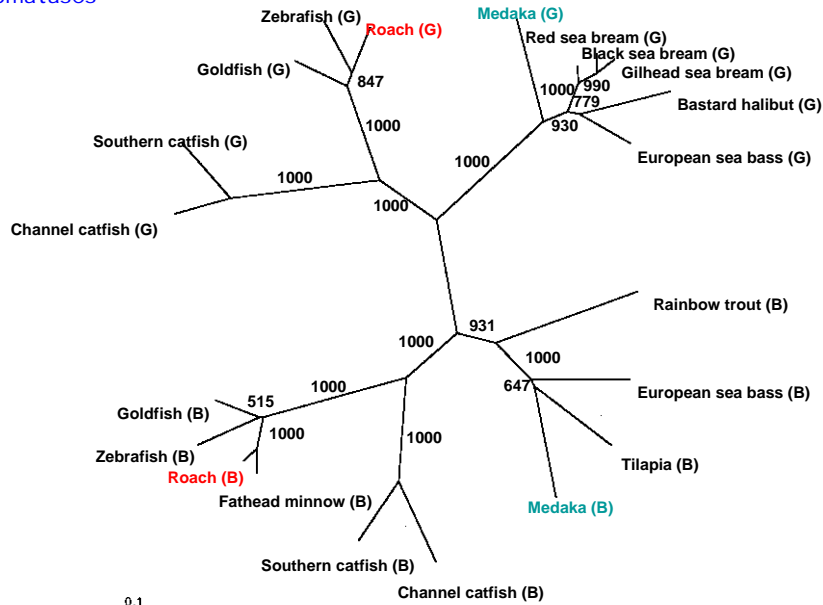 Zebrafish (G)
Roach (G)
Medaka (G)
Red sea bream (G)
Black sea bream (G)
Goldfish (G)
847
Gilhead sea bream (G)
1000
990
779
Bastard halibut (G)
930
1000
Southern catfish (G)
European sea bass (G)
1000
1000
1000
Channel catfish (G)
Rainbow trout (B)
931
1000
1000
1000
European sea bass (B)
647
515
Goldfish (B)
1000
1000
Zebrafish (B)
Tilapia (B)
Roach (B)
Fathead minnow (B)
Medaka (B)
Southern catfish (B)
Channel catfish (B)
0.1